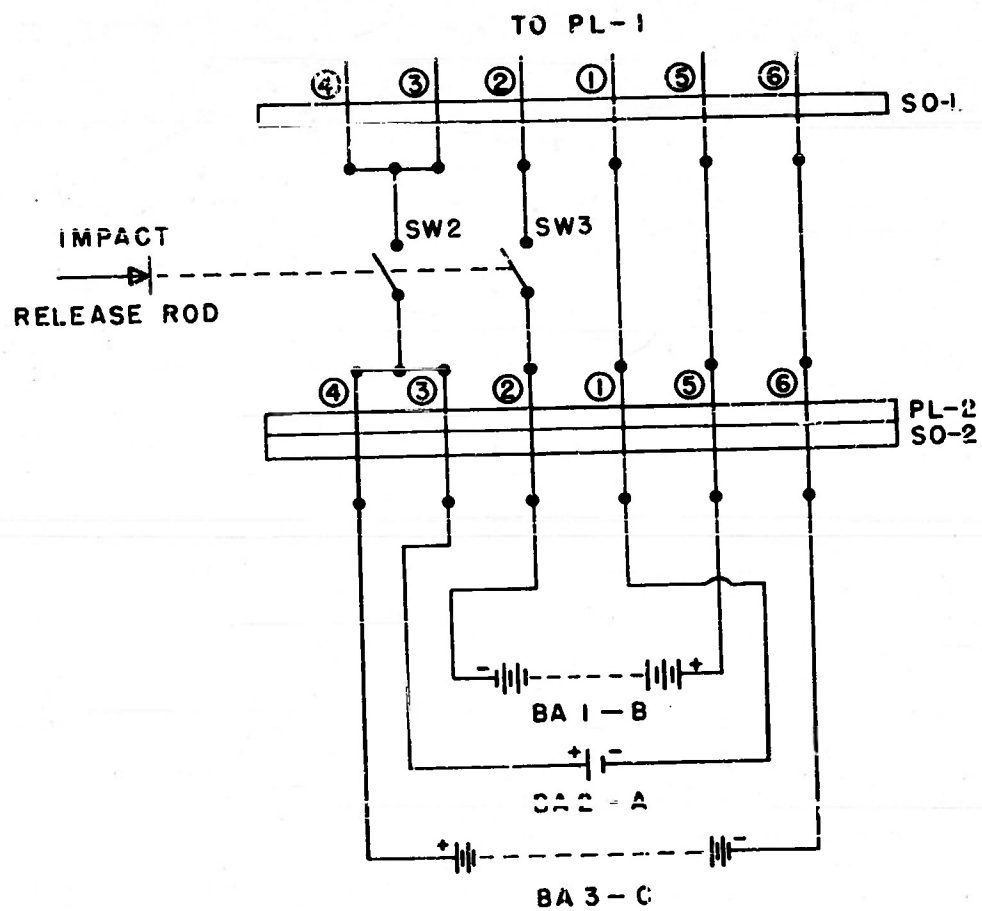 TO PL-1
④ ③ ② ① ⑤ ⑥
SO-1
SW2 SW3
IMPACT
RELEASE ROD
④ ③ ② ① ⑤ ⑥
PL-2
SO-2
- +
BA 1-B
+ -
BA2-A
+ -
BA 3-C